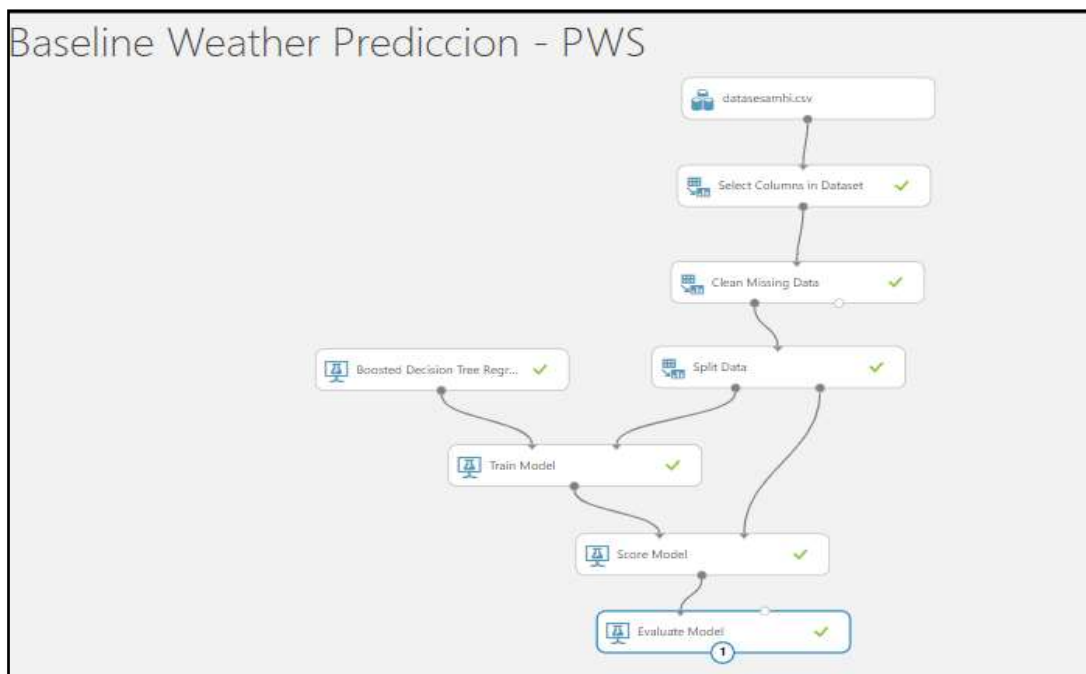 Baseline Weather Prediccion - PWS
datasesamhi.csv
Select Columns in Dataset
Clean Missing Data
Boosted Decision Tree Regr...
Split Data
Train Model
Score Model
Evaluate Model
1